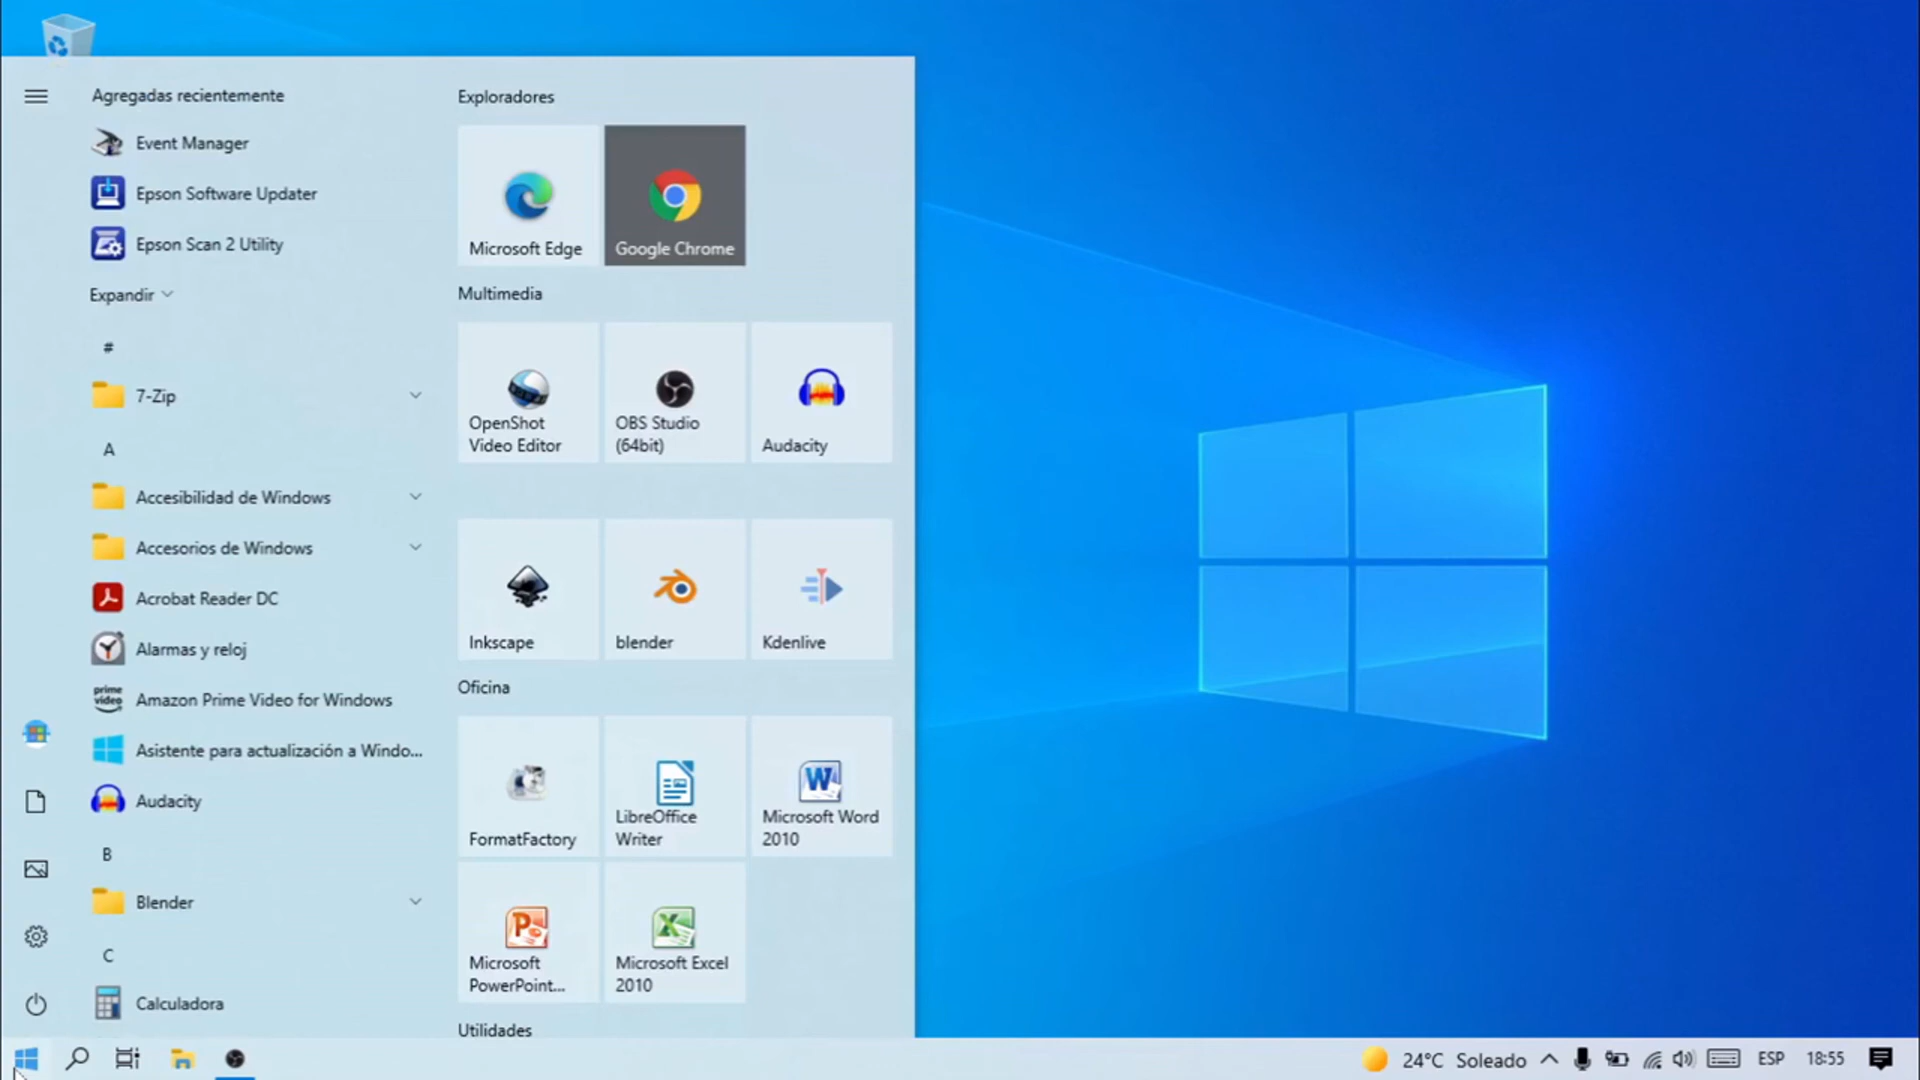 Agregadas recientemente
Event Manager
Epson Software Updater
Epson Scan 2 Utility
Expandir
#
7-Zip
A
Accesibilidad de Windows
Accesorios de Windows
Acrobat Reader DC
Alarmas y reloj
prime
video
Amazon Prime Video for Windows
Asistente para actualización a Windo...
Audacity
B
Blender
C
Calculadora
Exploradores
Microsoft Edge
Google Chrome
Multimedia
OpenShot
Video Editor
OBS Studio
(64bit)
Audacity
Inkscape
blender
Kdenlive
Oficina
FormatFactory
LibreOffice
Writer
Microsoft Word
2010
Microsoft
PowerPoint...
Microsoft Excel
2010
Utilidades
24°C Soleado
ESP
18:55